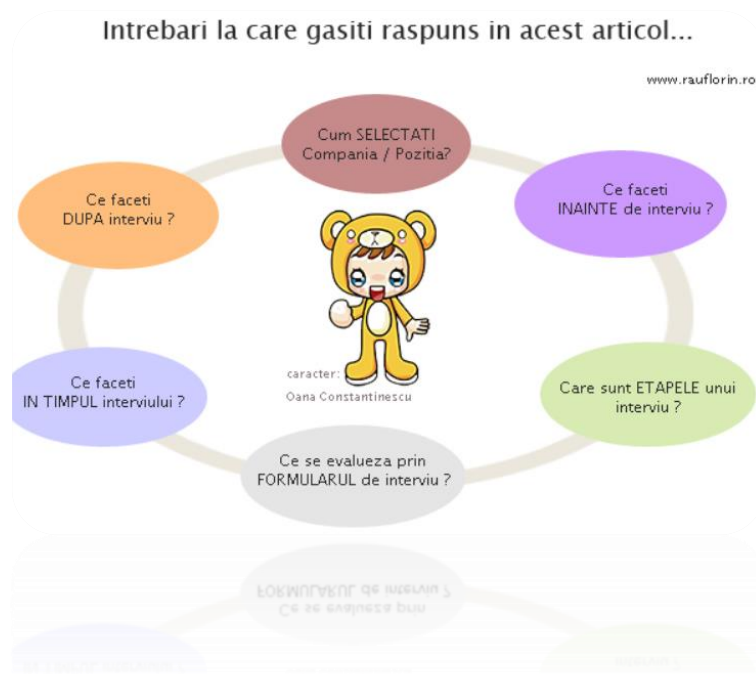 Intrebari la care gasiti raspuns in acest articol...
www.rauflorin.ro
Cum SELECTATI
Compania / Pozitia?
Ce faceti
INAINTE de interviu ?
Care sunt ETAPELE unui
interviu ?
Ce se evalueza prin
FORMULARUL de interviu ?
Ce faceti
IN TIMPUL interviului ?
Ce faceti
DUPA interviu ?
caracter:
Oana Constantinescu